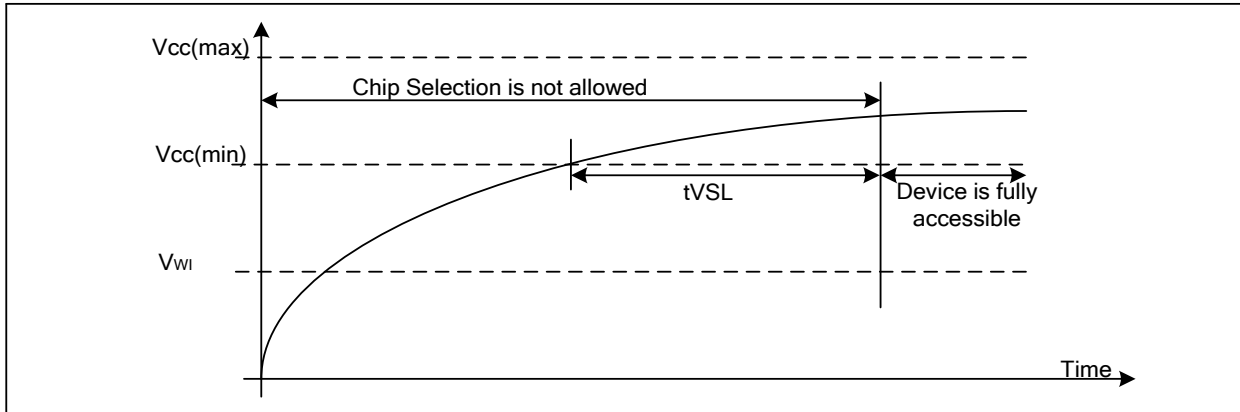 Vcc(max)
Chip Selection is not allowed
Vcc(min)
tVSL
Device is fully
accessible
VWI
Time